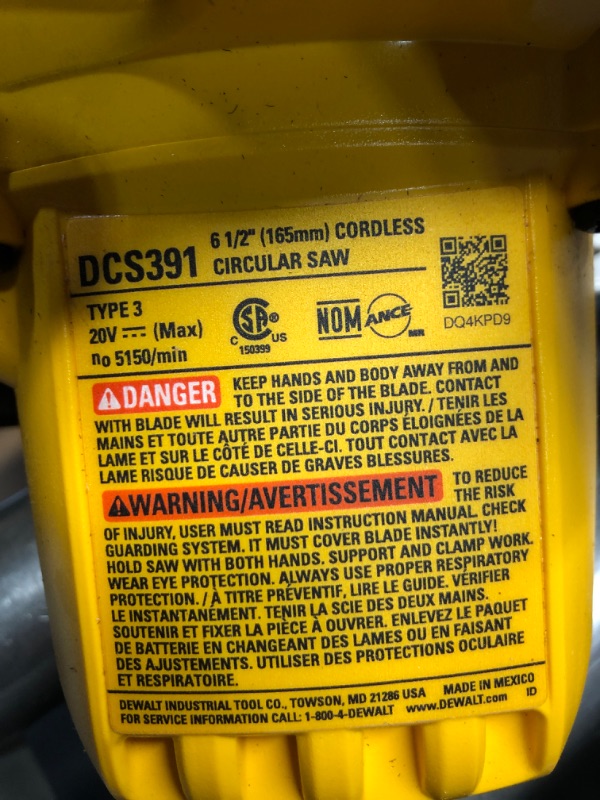 DCS391 6 1/2" (165mm) CORDLESS
CIRCULAR SAW
TYPE 3
20V ⎓ (Max)
no 5150/min
C SA ® US
150399
NOM ANCE MR
DQ4KPD9
DANGER KEEP HANDS AND BODY AWAY FROM AND
TO THE SIDE OF THE BLADE. CONTACT
WITH BLADE WILL RESULT IN SERIOUS INJURY. / TENIR LES
MAINS ET TOUTE AUTRE PARTIE DU CORPS ÉLOIGNÉES DE LA
LAME ET SUR LE CÔTÉ DE CELLE-CI. TOUT CONTACT AVEC LA
LAME RISQUE DE CAUSER DE GRAVES BLESSURES.
WARNING/AVERTISSEMENT TO REDUCE
THE RISK
OF INJURY, USER MUST READ INSTRUCTION MANUAL. CHECK
GUARDING SYSTEM. IT MUST COVER BLADE INSTANTLY!
HOLD SAW WITH BOTH HANDS. SUPPORT AND CLAMP WORK.
WEAR EYE PROTECTION. ALWAYS USE PROPER RESPIRATORY
PROTECTION. / À TITRE PRÉVENTIF, LIRE LE GUIDE. VÉRIFIER
LE INSTANTANEMENT. TENIR LA SCIE DES DEUX MAINS.
SOUTENIR ET FIXER LA PIÈCE À OUVRER. ENLEVEZ LE PAQUET
DE BATTERIE EN CHANGEANT DES LAMES OU EN FAISANT
DES AJUSTEMENTS. UTILISER DES PROTECTIONS OCULAIRE
ET RESPIRATOIRE.
DEWALT INDUSTRIAL TOOL CO., TOWSON, MD 21286 USA MADE IN MEXICO
FOR SERVICE INFORMATION CALL: 1-800-4-DEWALT www.DEWALT.com ID